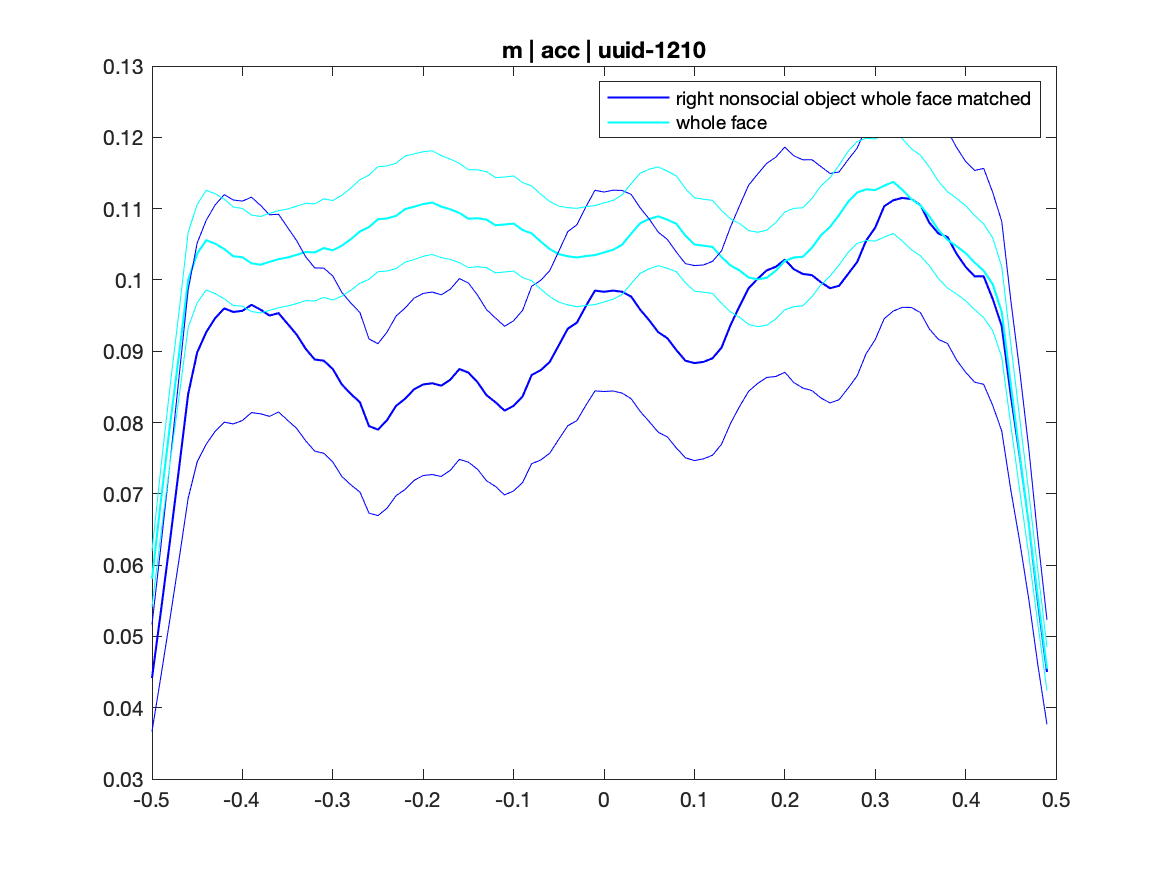 m | acc | uuid-1210
right nonsocial object whole face matched
whole face
0.13
0.12
0.11
0.1
0.09
0.08
0.07
0.06
0.05
0.04
0.03
-0.5 -0.4 -0.3 -0.2 -0.1 0 0.1 0.2 0.3 0.4 0.5